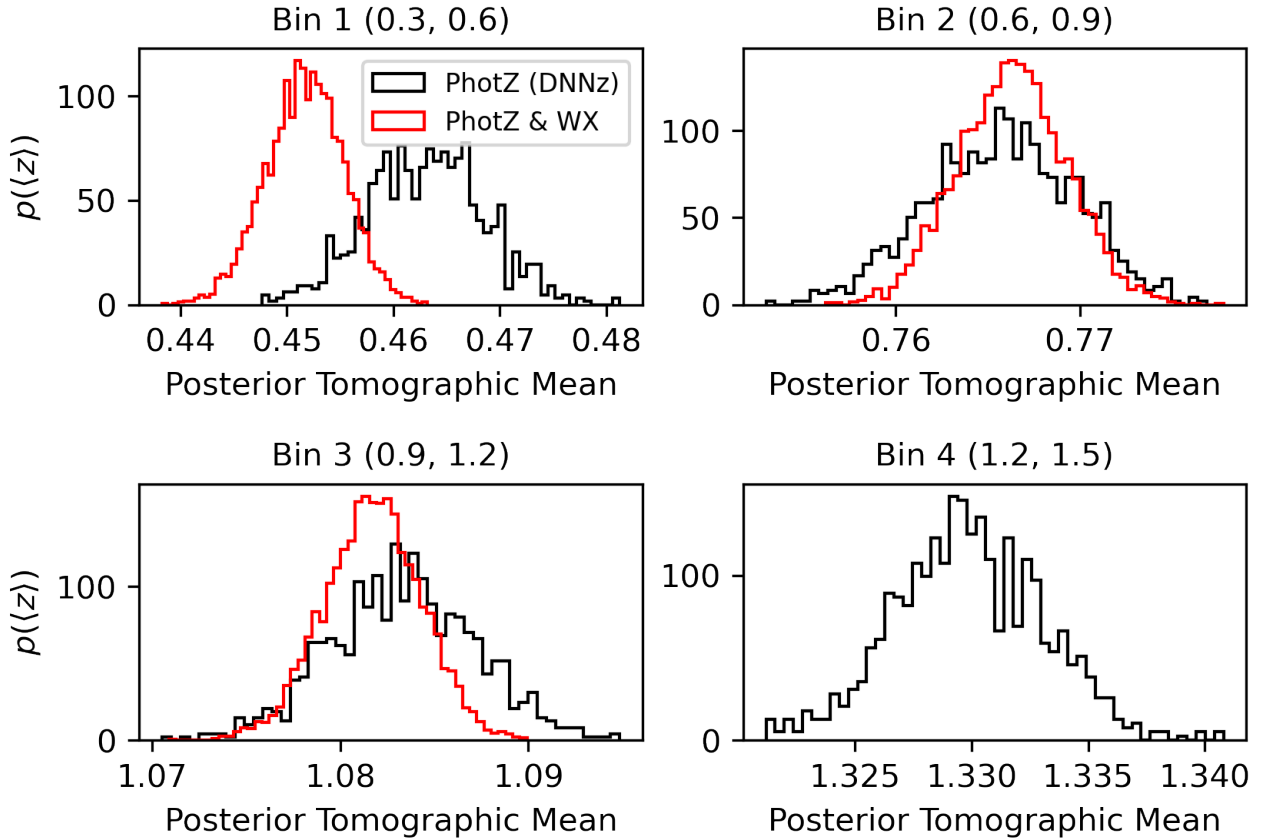 Bin 1 (0.3, 0.6)
p(⟨z⟩)
100
50
0
PhotZ (DNNz)
PhotZ & WX
0.44 0.45 0.46 0.47 0.48
Posterior Tomographic Mean
Bin 2 (0.6, 0.9)
100
50
0
0.76 0.77
Posterior Tomographic Mean
Bin 3 (0.9, 1.2)
p(⟨z⟩)
100
0
1.07 1.08 1.09
Posterior Tomographic Mean
Bin 4 (1.2, 1.5)
100
0
1.325 1.330 1.335 1.340
Posterior Tomographic Mean